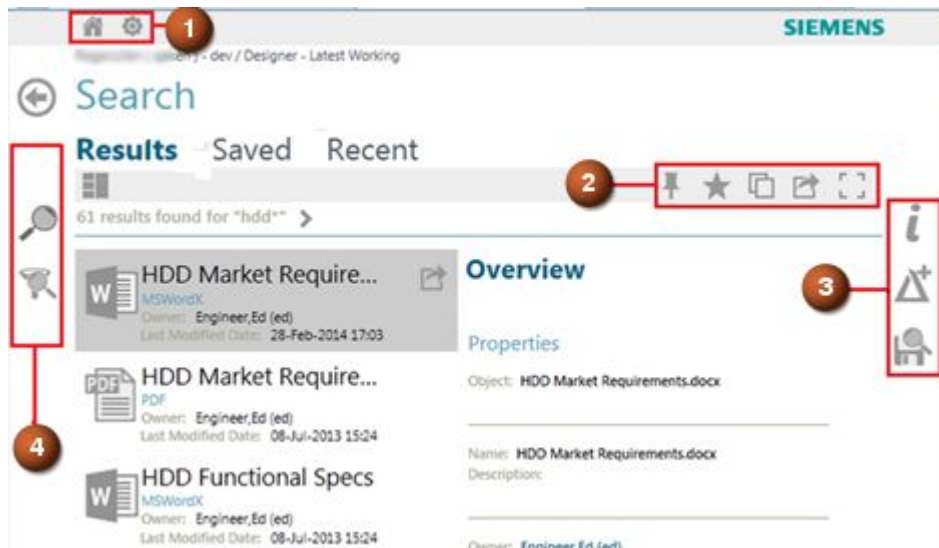 1
SIEMENS
- dev / Designer - Latest Working
Search
Results Saved Recent
2
61 results found for "hdd*"
3
HDD Market Require...
MSWordX
Owner: Engineer,Ed (ed)
Last Modified Date: 28-Feb-2014 17:03
PDF
HDD Market Require...
PDF
Owner: Engineer,Ed (ed)
Last Modified Date: 08-Jul-2013 15:24
4
HDD Functional Specs
MSWordX
Owner: Engineer,Ed (ed)
Last Modified Date: 08-Jul-2013 15:24
Overview
Properties
Object: HDD Market Requirements.docx
Name: HDD Market Requirements.docx
Description:
Owner: Engineer,Ed (ed)